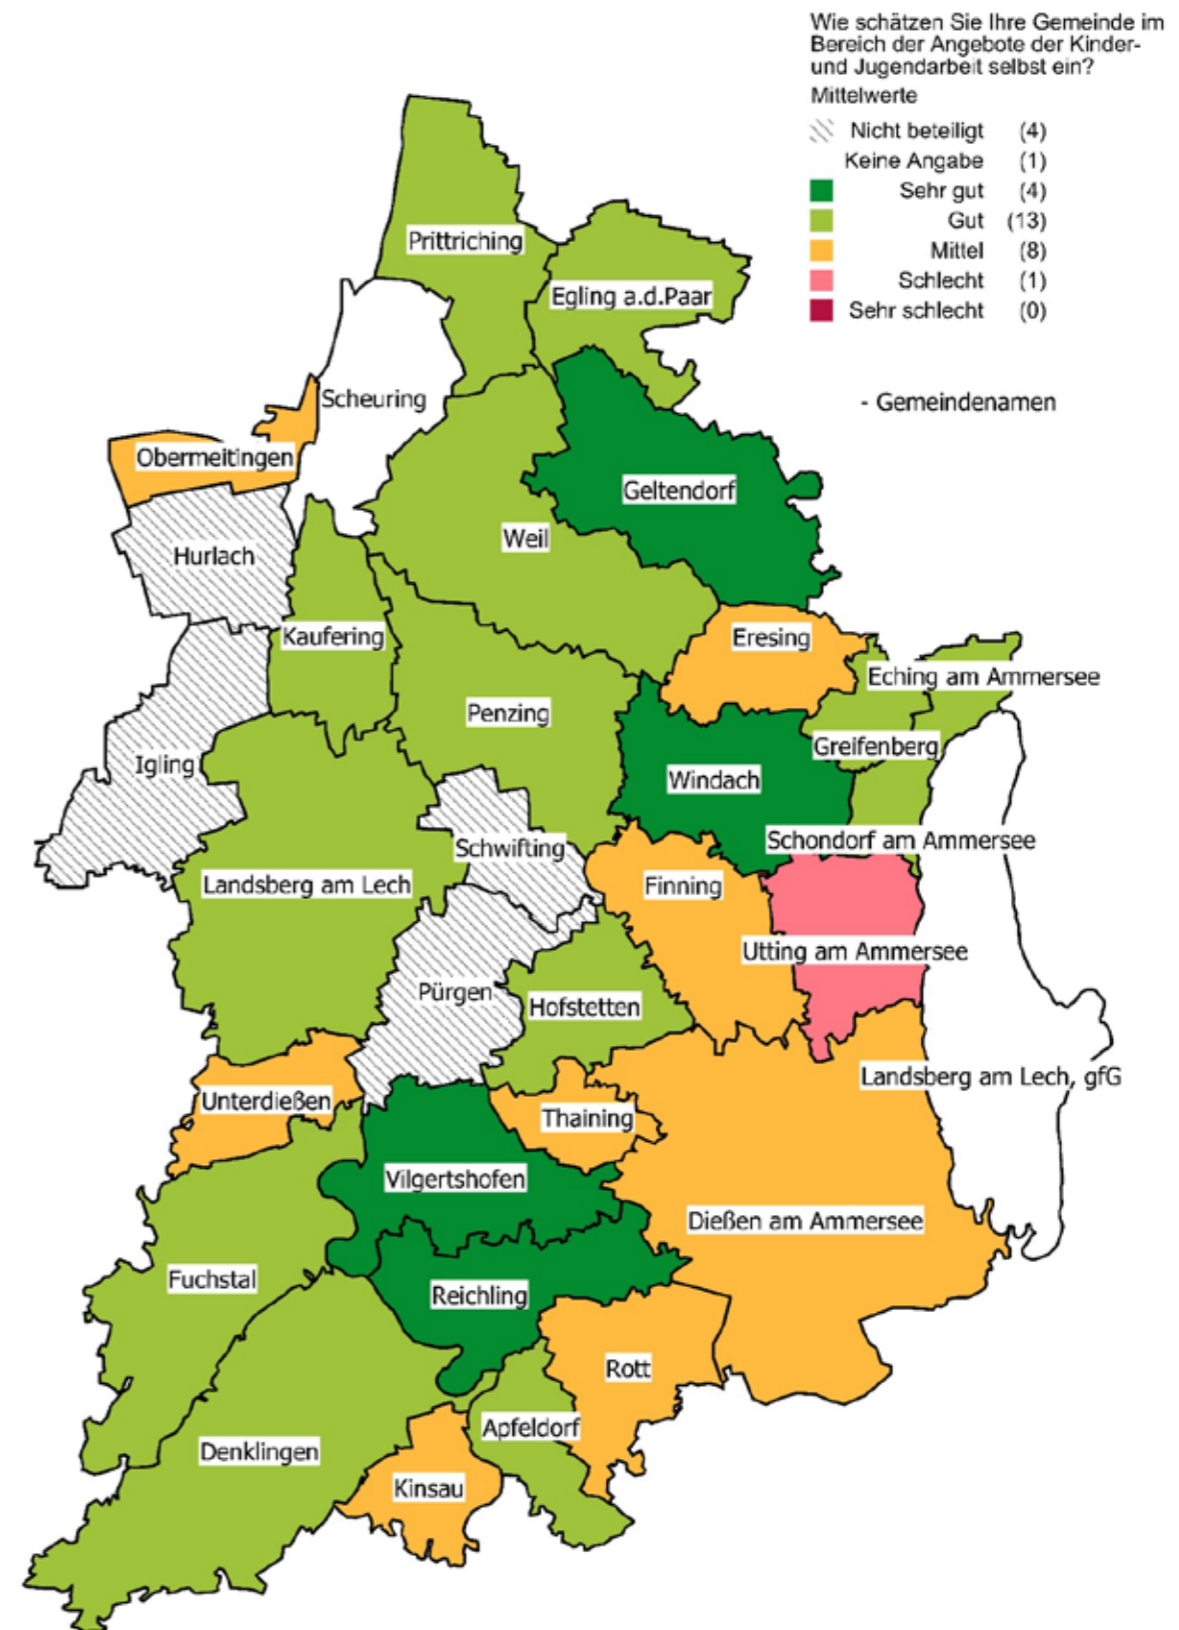 Wie schätzen Sie Ihre Gemeinde im
Bereich der Angebote der Kinder-
und Jugendarbeit selbst ein?
Mittelwerte
Nicht beteiligt (4)
Keine Angabe (1)
Sehr gut (4)
Gut (13)
Mittel (8)
Schlecht (1)
Sehr schlecht (0)
- Gemeindenamen
Prittriching
Egling a.d.Paar
Scheuring
Obermeitingen
Geltendorf
Weil
Hurlach
Kaufering
Eresing
Eching am Ammersee
Penzing
Greifenberg
Igling
Windach
Schondorf am Ammersee
Schwifting
Landsberg am Lech
Finning
Utting am Ammersee
Pürgen
Hofstetten
Landsberg am Lech, gfG
Unterdießen
Thaining
Vilgertshofen
Dießen am Ammersee
Fuchstal
Reichling
Rott
Apfeldorf
Denklingen
Kinsau